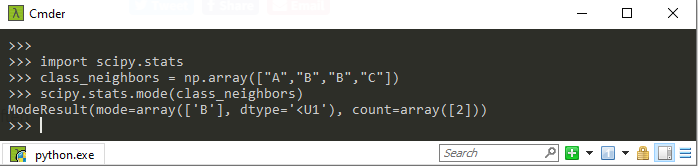 Cmder
>>>
>>> import scipy.stats
>>> class_neighbors = np.array(["A","B","B","C"])
>>> scipy.stats.mode(class_neighbors)
ModeResult(mode=array(['B'], dtype='<U1'), count=array([2]))
>>>
python.exe
Search